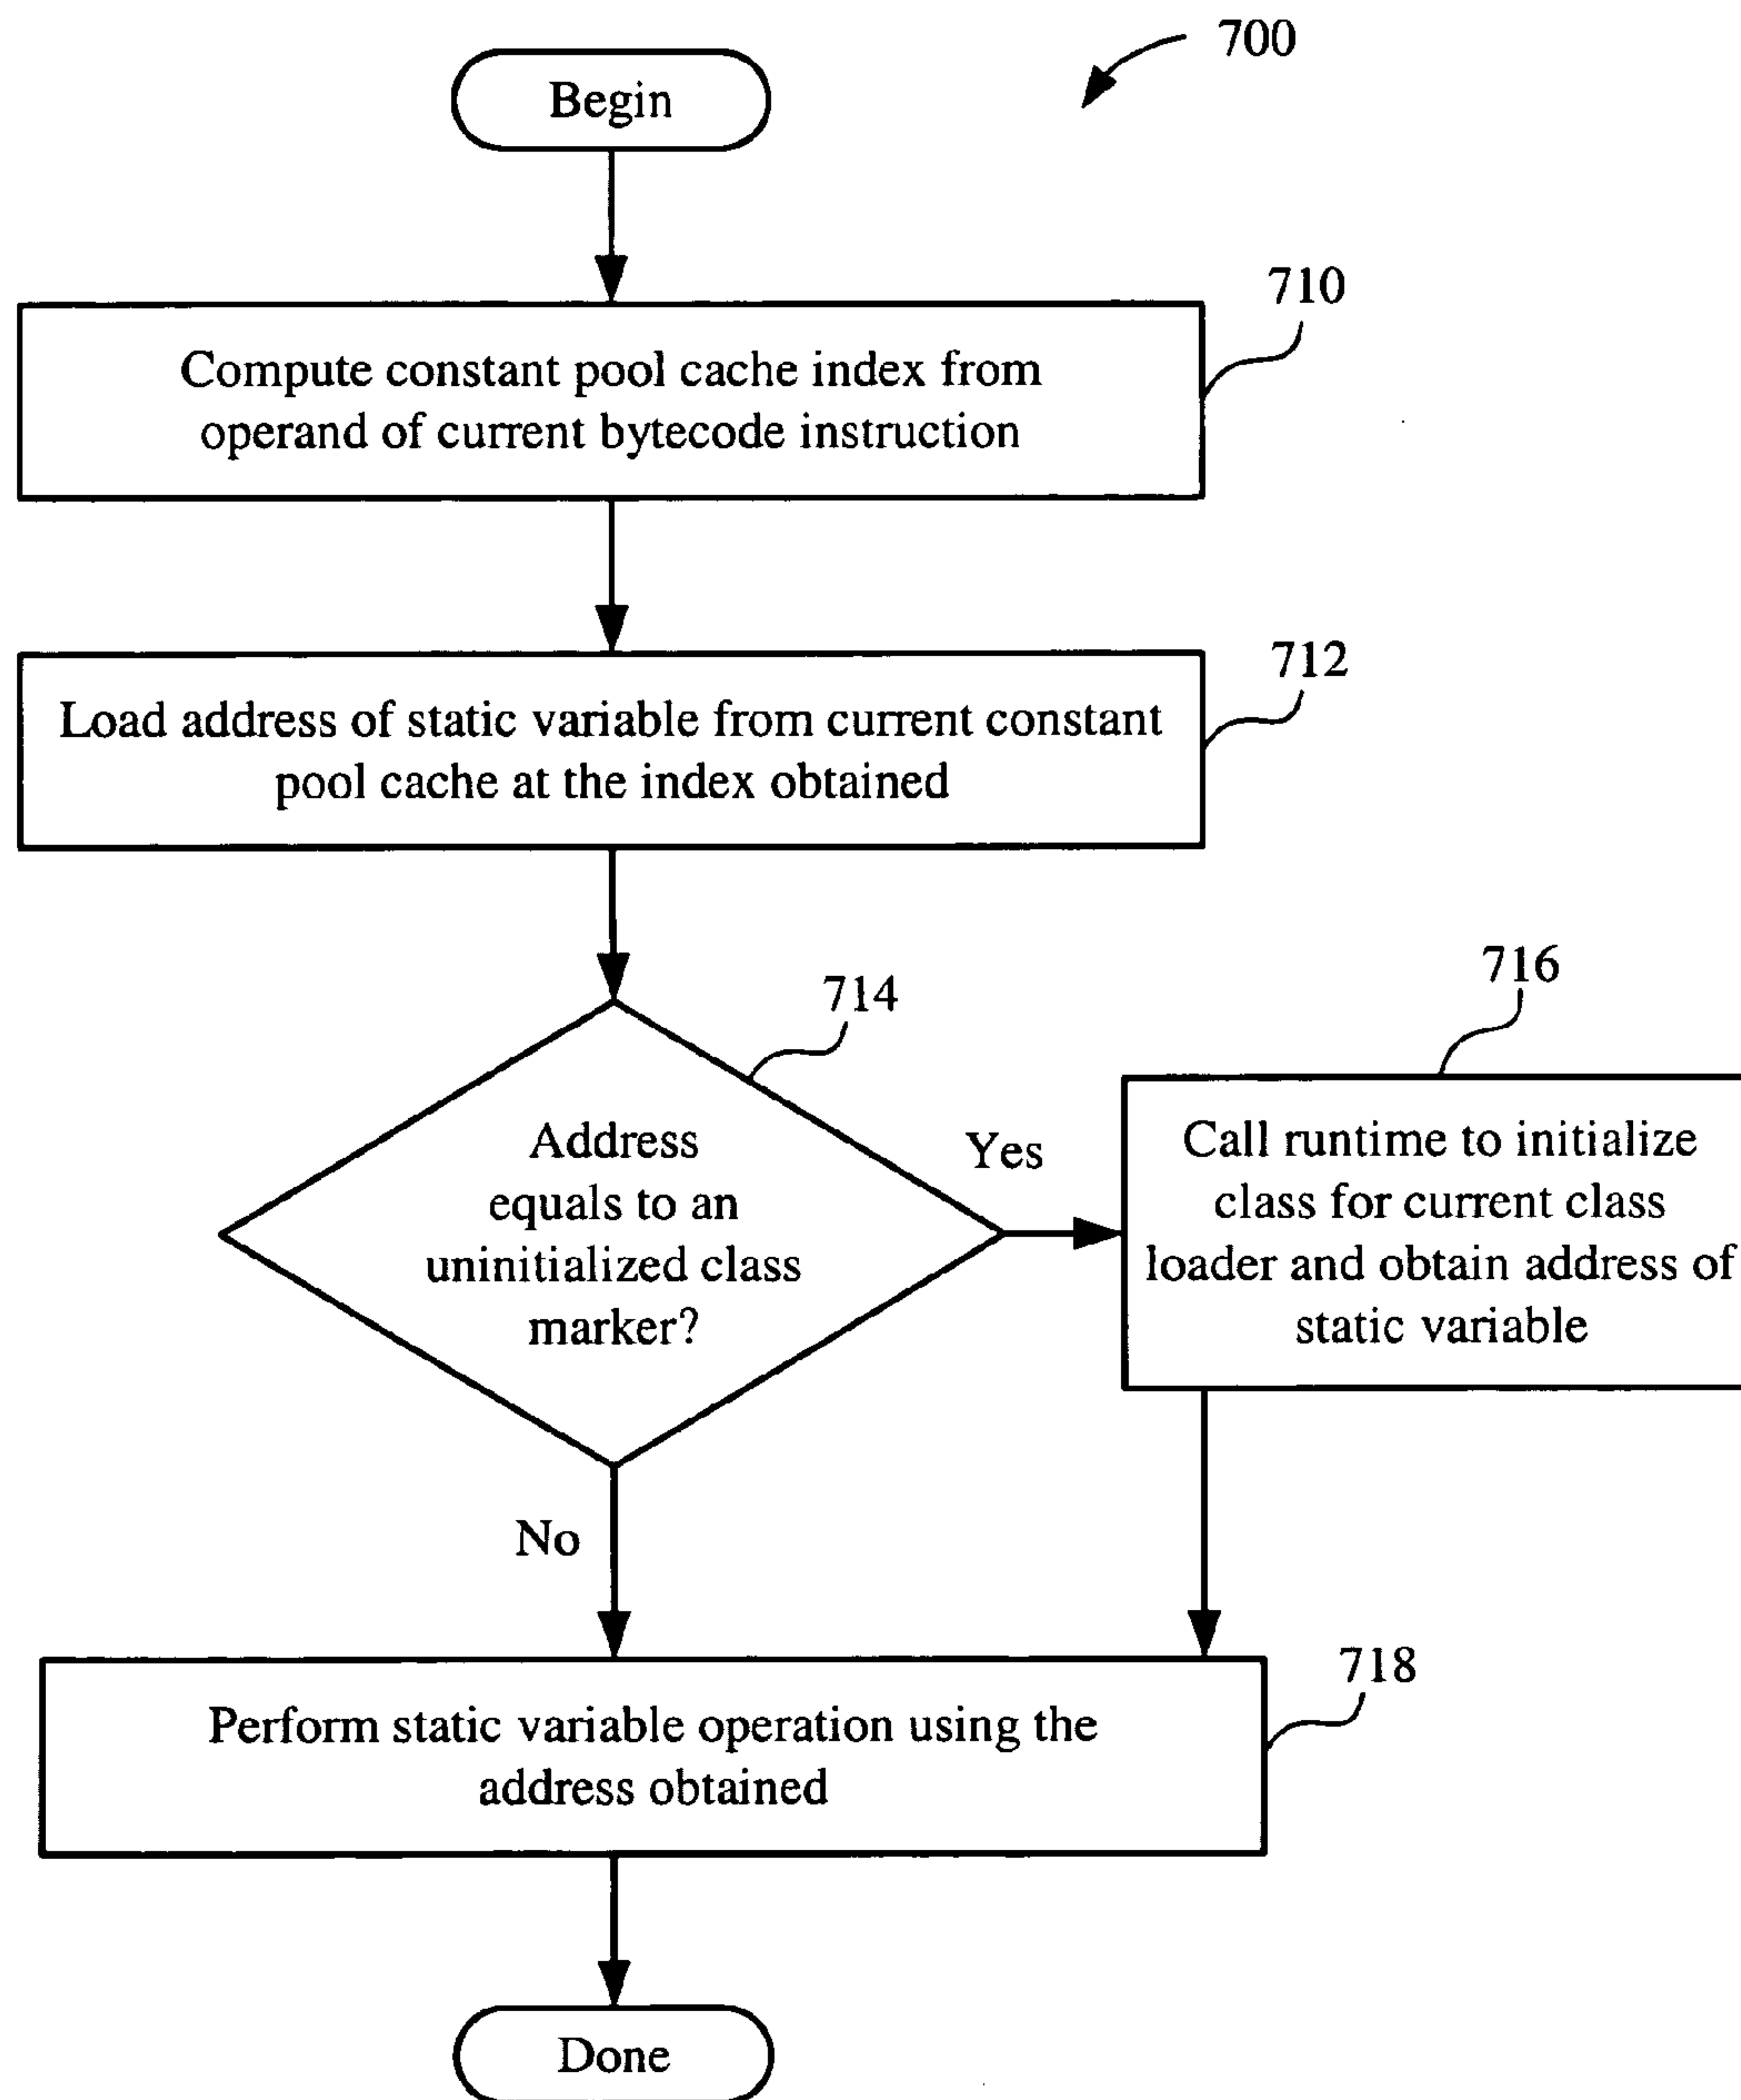 700
Begin
710
Compute constant pool cache index from
operand of current bytecode instruction
712
Load address of static variable from current constant
pool cache at the index obtained
714
Address
equals to an
uninitialized class
marker?
Yes
716
Call runtime to initialize
class for current class
loader and obtain address of
static variable
No
718
Perform static variable operation using the
address obtained
Done